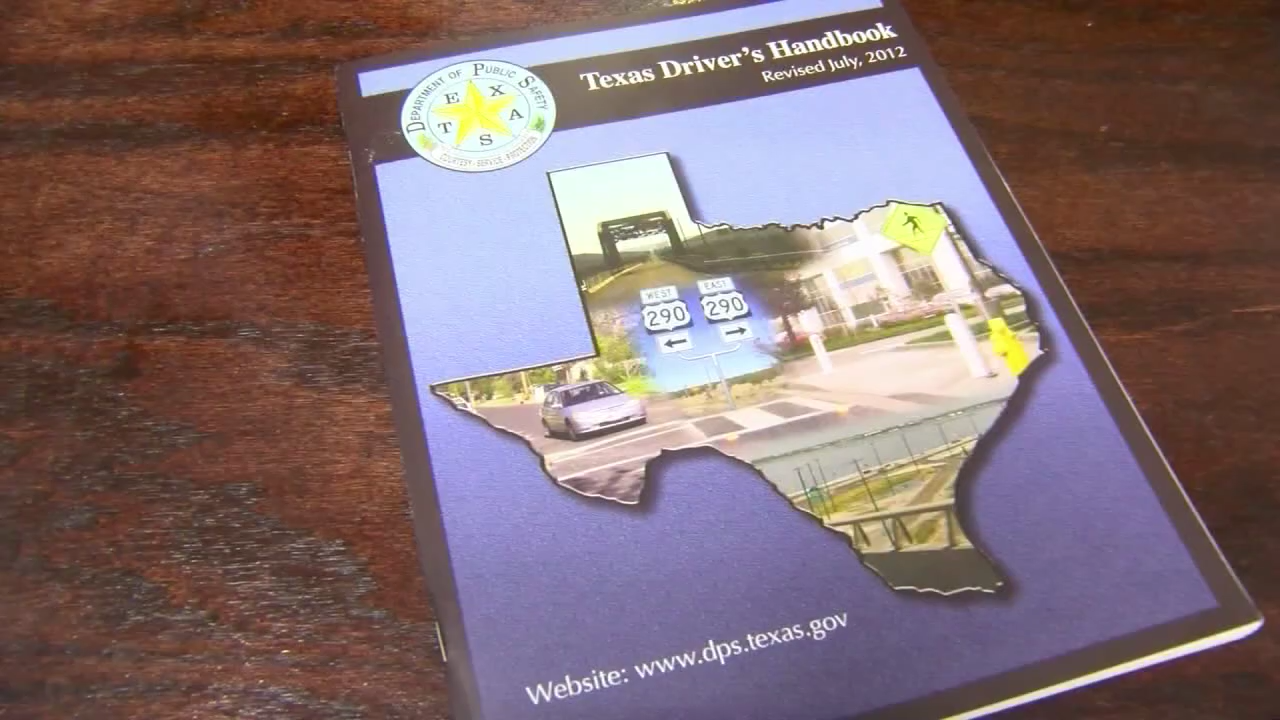 Texas Driver's Handbook
Revised July, 2012
DEPARTMENT OF PUBLIC SAFETY
TEXAS
COURTESY · SERVICE · PROTECTION
WEST EAST
290 290
Website: www.dps.texas.gov